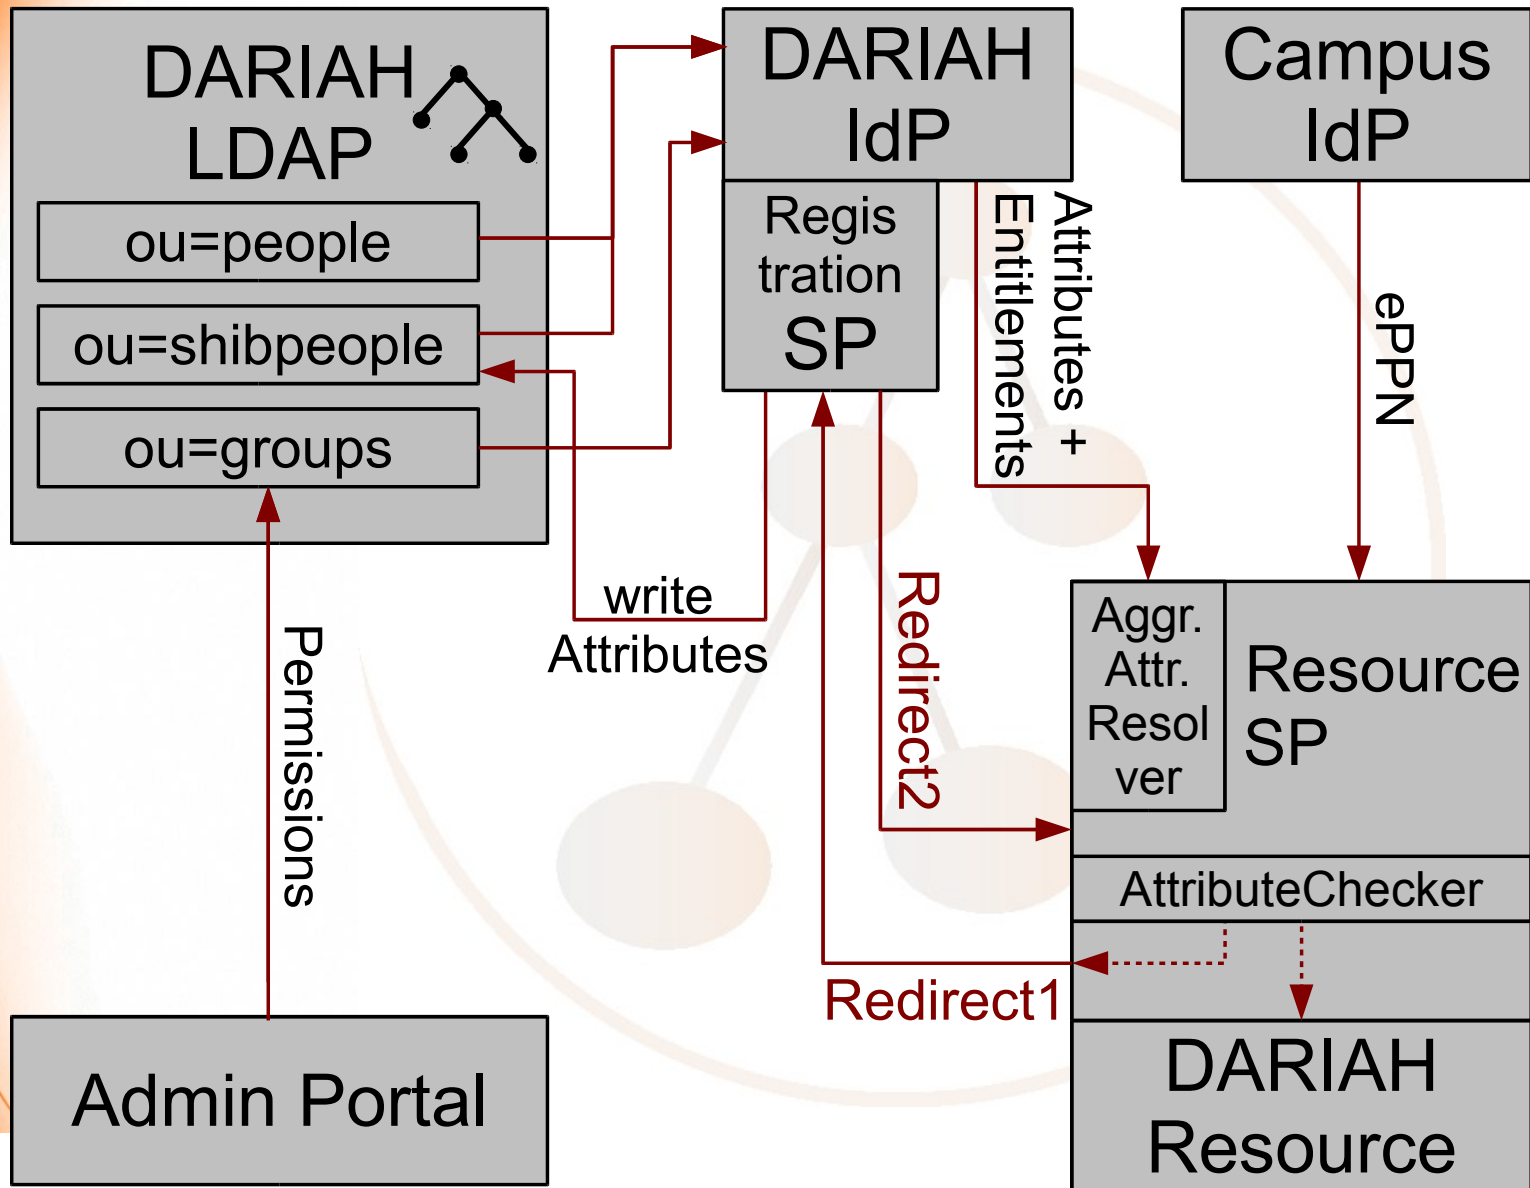 DARIAH
LDAP
ou=people
ou=shibpeople
ou=groups
DARIAH
IdP
Regis
tration
SP
Campus
IdP
Attributes +
Entitlements
ePPN
write
Attributes
Redirect2
Permissions
Aggr.
Attr.
Resol
ver
Resource
SP
AttributeChecker
Redirect1
DARIAH
Resource
Admin Portal